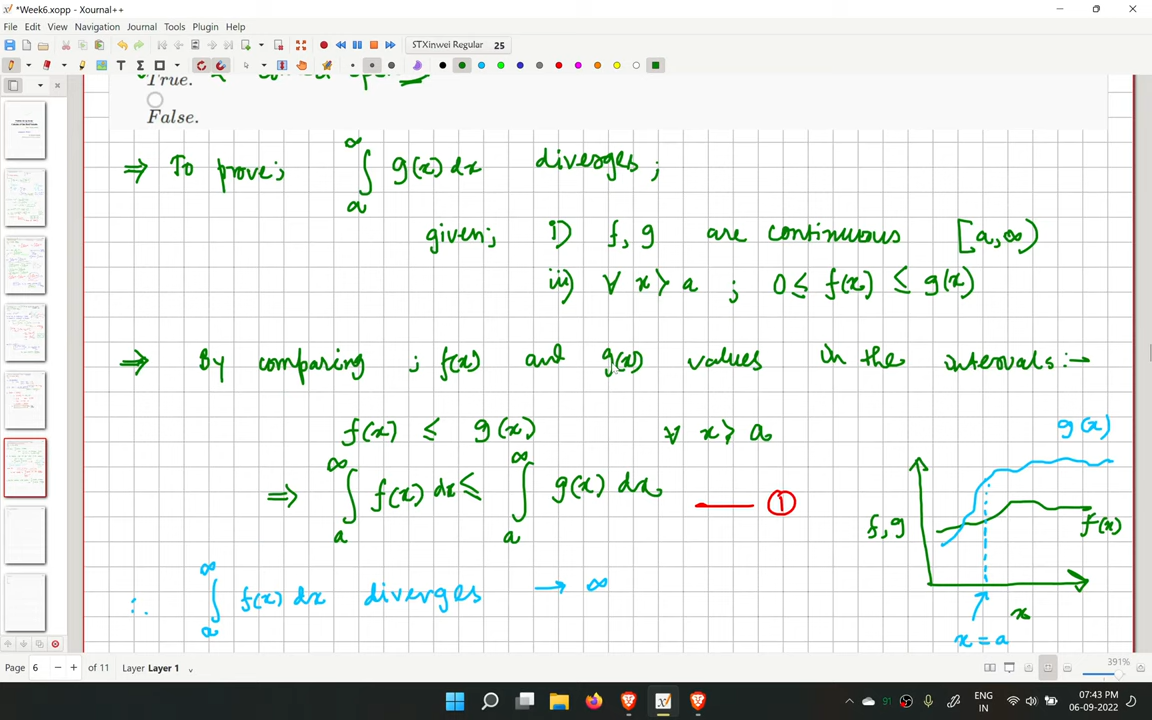 *Week6.xopp - Xournal++
File Edit View Navigation Journal Tools Plugin Help
STXinwei Regular 25
True.
False.
⇒ To prove; ∫ₐ^∞ g(x) dx diverges;
given; i) f, g are continuous [a, ∞)
iii) ∀ x ≥ a ; 0 ≤ f(x) ≤ g(x)
⇒ By comparing ; f(x) and g(x) values in the intervals :-
f(x) ≤ g(x) ∀ x ≥ a
g(x)
⇒ ∫ₐ^∞ f(x) dx ≤ ∫ₐ^∞ g(x) dx —— ①
f, g
f(x)
∴ ∫ₐ^∞ f(x) dx diverges → ∞
x
x = a
Page 6 of 11 Layer Layer 1
391%
91
ENG
IN
07:43 PM
06-09-2022